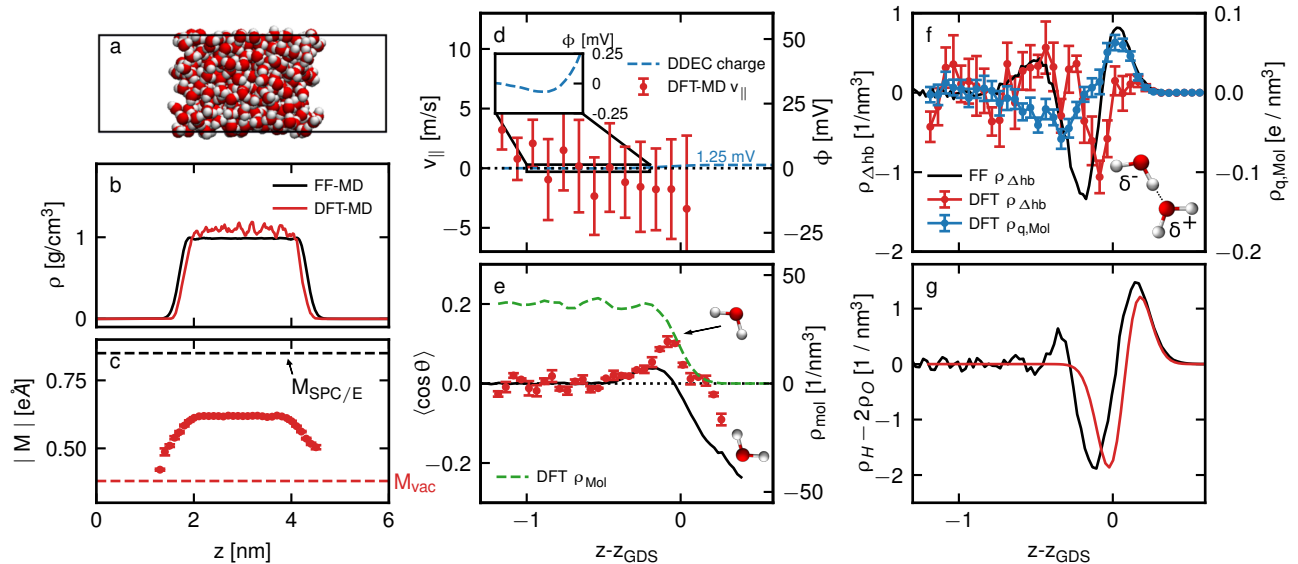 a
b
FF-MD
DFT-MD
ρ [g/cm³]
1
0
c
M_SPC/E
M_vac
| M | [eÅ]
0.75
0.50
0
2
4
6
z [nm]
d
ϕ [mV]
0.25
0
-0.25
DDEC charge
DFT-MD v_||
1.25 mV
v_|| [m/s]
10
5
0
−5
ϕ [mV]
50
25
0
−25
e
DFT ρ_Mol
⟨cos θ⟩
0.2
0.0
−0.2
ρ_mol [1/nm³]
50
0
−50
−1
0
z-z_GDS
f
FF ρ_Δhb
DFT ρ_Δhb
DFT ρ_q,Mol
δ⁻
δ⁺
ρ_Δhb [1/nm³]
1
0
−1
−2
ρ_q,Mol [e / nm³]
0.1
0.0
−0.1
−0.2
g
ρ_H − 2ρ_O [1 / nm³]
1
0
−1
−2
−1
0
z-z_GDS